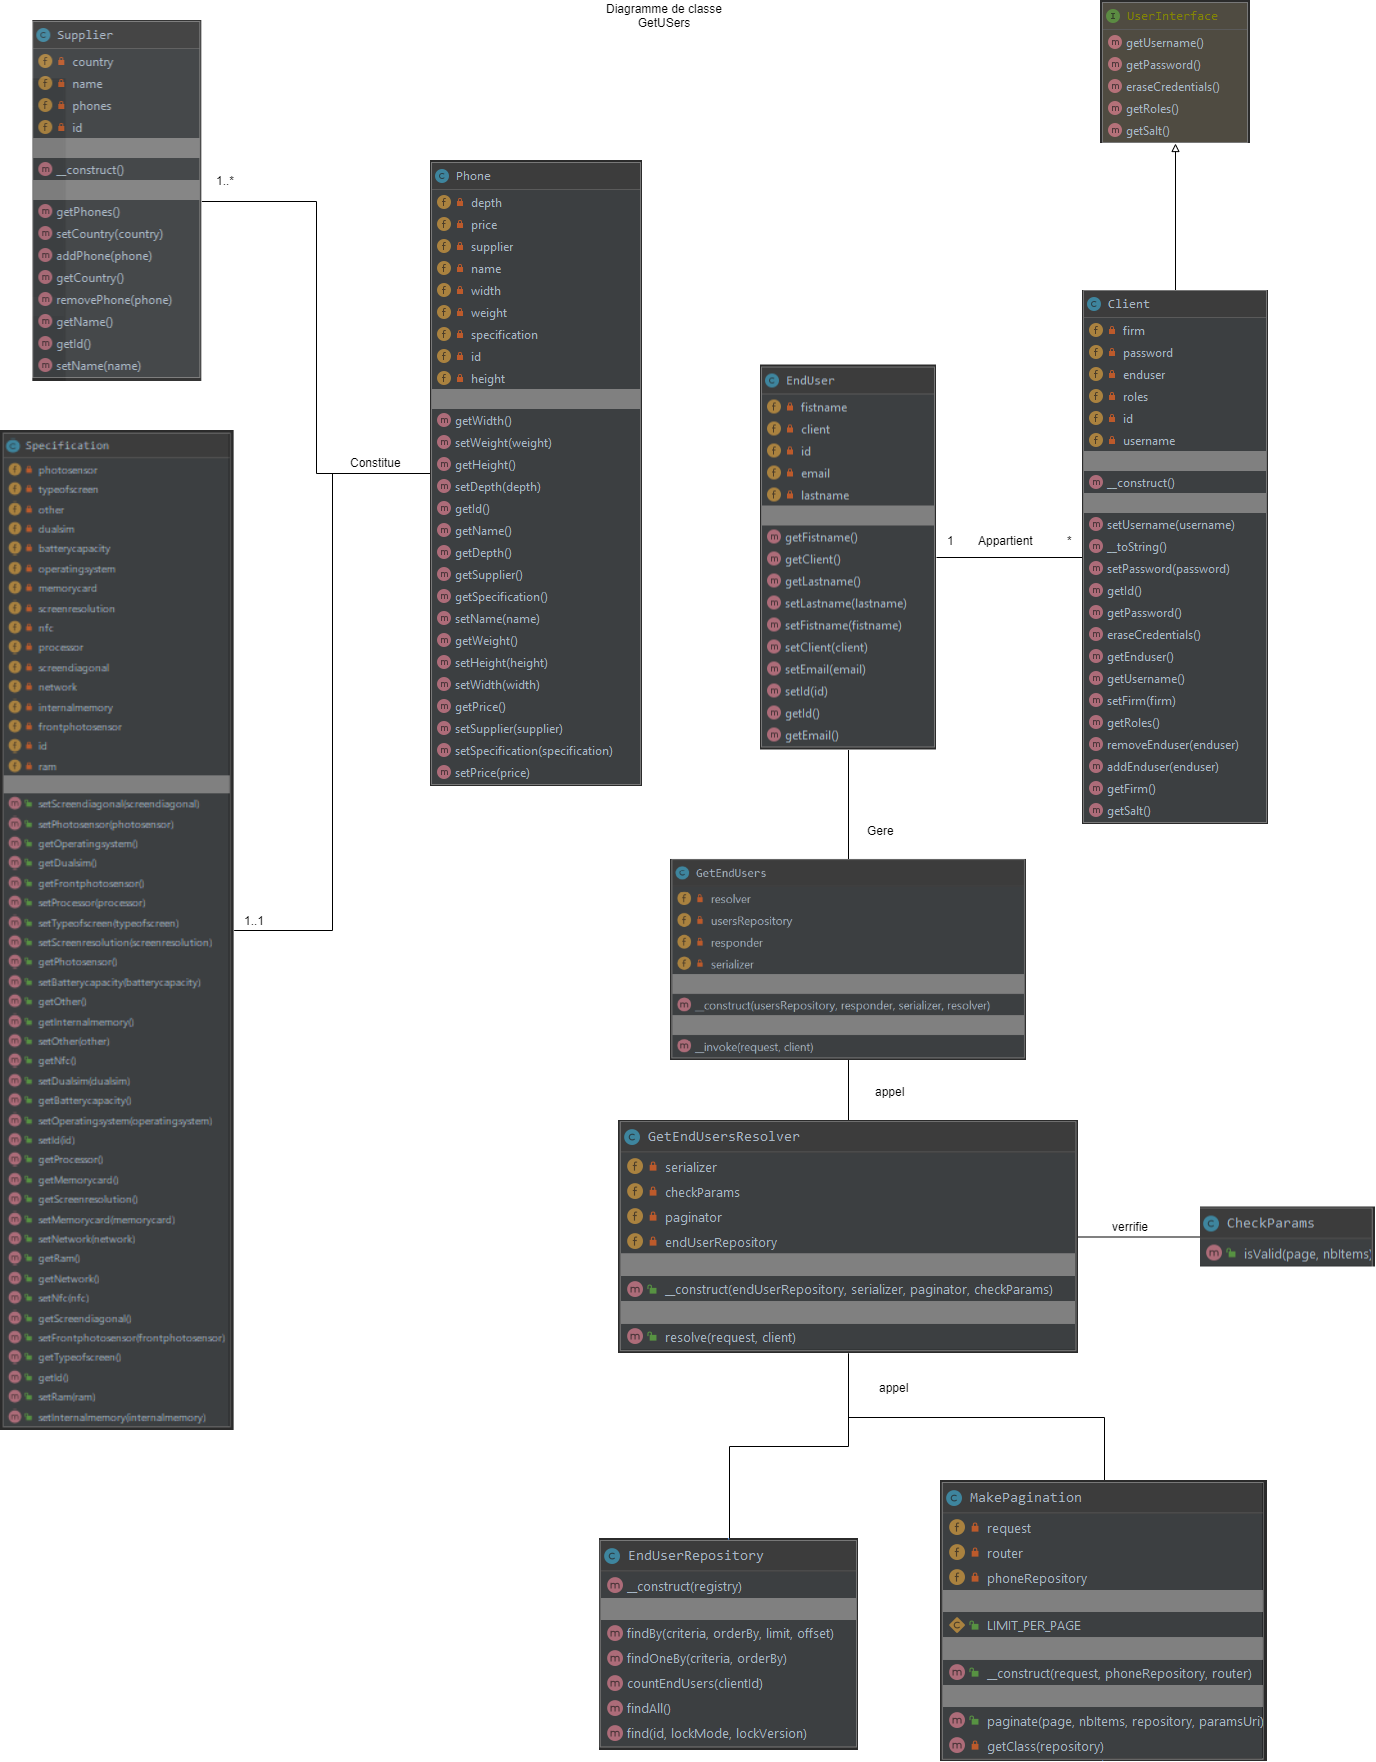 Diagramme de classe
GetUSers
Supplier
country
name
phones
id
__construct()
getPhones()
setCountry(country)
addPhone(phone)
getCountry()
removePhone(phone)
getName()
getId()
setName(name)
1..*
Specification
photosensor
typeofscreen
other
dualsim
batterycapacity
operatingsystem
memorycard
screenresolution
nfc
processor
screendiagonal
network
internalmemory
frontphotosensor
id
ram
setScreendiagonal(screendiagonal)
setPhotosensor(photosensor)
getOperatingsystem()
getDualsim()
getFrontphotosensor()
setProcessor(processor)
setTypeofscreen(typeofscreen)
setScreenresolution(screenresolution)
getPhotosensor()
setBatterycapacity(batterycapacity)
getOther()
getInternalmemory()
setOther(other)
getNfc()
setDualsim(dualsim)
getBatterycapacity()
setOperatingsystem(operatingsystem)
setId(id)
getProcessor()
getMemorycard()
getScreenresolution()
setMemorycard(memorycard)
setNetwork(network)
getRam()
getNetwork()
setNfc(nfc)
getScreendiagonal()
setFrontphotosensor(frontphotosensor)
getTypeofscreen()
getId()
setRam(ram)
setInternalmemory(internalmemory)
1..1
Constitue
Phone
depth
price
supplier
name
width
weight
specification
id
height
getWidth()
setWeight(weight)
getHeight()
setDepth(depth)
getId()
getName()
getDepth()
getSupplier()
getSpecification()
setName(name)
getWeight()
setHeight(height)
setWidth(width)
getPrice()
setSupplier(supplier)
setSpecification(specification)
setPrice(price)
UserInterface
getUsername()
getPassword()
eraseCredentials()
getRoles()
getSalt()
EndUser
fistname
client
id
email
lastname
getFistname()
getClient()
getLastname()
setLastname(lastname)
setFistname(fistname)
setClient(client)
setEmail(email)
setId(id)
getId()
getEmail()
1 Appartient *
Client
firm
password
enduser
roles
id
username
__construct()
setUsername(username)
__toString()
setPassword(password)
getId()
getPassword()
eraseCredentials()
getEnduser()
getUsername()
setFirm(firm)
getRoles()
removeEnduser(enduser)
addEnduser(enduser)
getFirm()
getSalt()
Gere
GetEndUsers
resolver
usersRepository
responder
serializer
__construct(usersRepository, responder, serializer, resolver)
__invoke(request, client)
appel
GetEndUsersResolver
serializer
checkParams
paginator
endUserRepository
__construct(endUserRepository, serializer, paginator, checkParams)
resolve(request, client)
verrifie
CheckParams
isValid(page, nbItems)
appel
EndUserRepository
__construct(registry)
findBy(criteria, orderBy, limit, offset)
findOneBy(criteria, orderBy)
countEndUsers(clientId)
findAll()
find(id, lockMode, lockVersion)
MakePagination
request
router
phoneRepository
LIMIT_PER_PAGE
__construct(request, phoneRepository, router)
paginate(page, nbItems, repository, paramsUri)
getClass(repository)